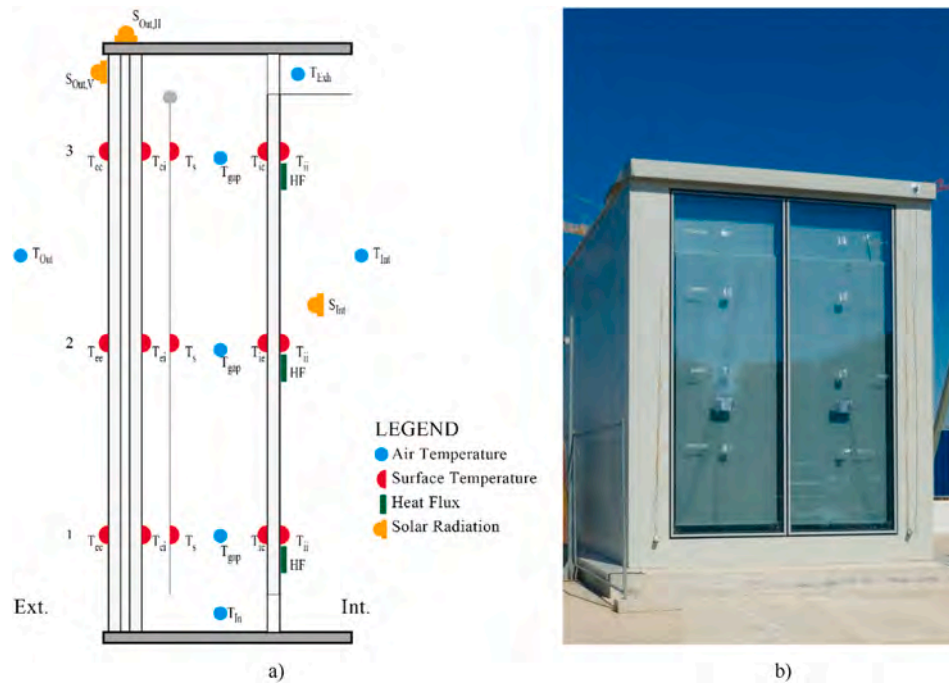 S_Out,H
S_Out,V
T_Exh
3
T_ee T_ei T_s T_gap T_ie T_ii
HF
T_Out T_Int
S_Int
2
T_ee T_ei T_s T_gap T_ie T_ii
HF
LEGEND
Air Temperature
Surface Temperature
Heat Flux
Solar Radiation
1
T_ee T_ei T_s T_gap T_ie T_ii
HF
Ext. T_In Int.
a) b)